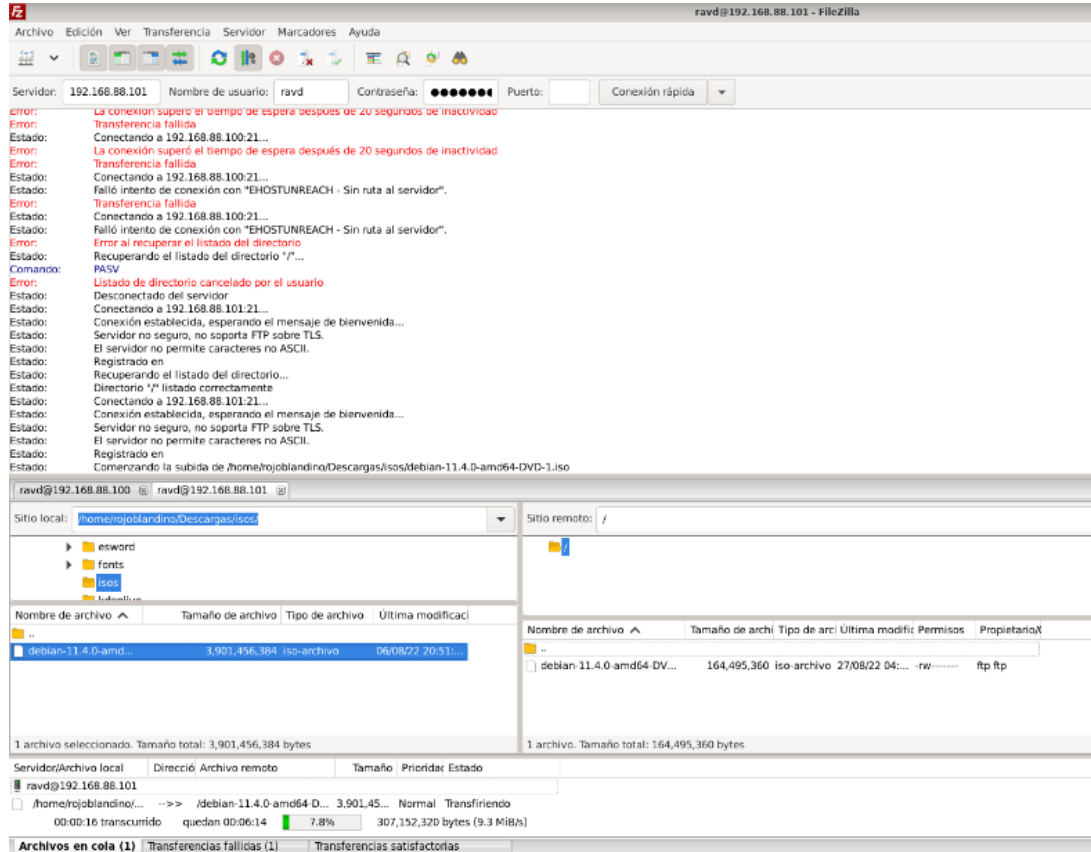 ravd@192.168.88.101 - FileZilla
Archivo Edición Ver Transferencia Servidor Marcadores Ayuda
Servidor: 192.168.88.101 Nombre de usuario: ravd Contraseña: ●●●●●●● Puerto: Conexión rápida
Error: La conexión superó el tiempo de espera después de 20 segundos de inactividad
Error: Transferencia fallida
Estado: Conectando a 192.168.88.100:21...
Error: La conexión superó el tiempo de espera después de 20 segundos de inactividad
Error: Transferencia fallida
Estado: Conectando a 192.168.88.100:21...
Estado: Falló intento de conexión con "EHOSTUNREACH - Sin ruta al servidor".
Error: Transferencia fallida
Estado: Conectando a 192.168.88.100:21...
Estado: Falló intento de conexión con "EHOSTUNREACH - Sin ruta al servidor".
Error: Error al recuperar el listado del directorio
Estado: Recuperando el listado del directorio "/"...
Comando: PASV
Error: Listado de directorio cancelado por el usuario
Estado: Desconectado del servidor
Estado: Conectando a 192.168.88.101:21...
Estado: Conexión establecida, esperando el mensaje de bienvenida...
Estado: Servidor no seguro, no soporta FTP sobre TLS.
Estado: El servidor no permite caracteres no ASCII.
Estado: Registrado en
Estado: Recuperando el listado del directorio...
Estado: Directorio "/" listado correctamente
Estado: Conectando a 192.168.88.101:21...
Estado: Conexión establecida, esperando el mensaje de bienvenida...
Estado: Servidor no seguro, no soporta FTP sobre TLS.
Estado: El servidor no permite caracteres no ASCII.
Estado: Registrado en
Estado: Comenzando la subida de /home/rojoblandino/Descargas/isos/debian-11.4.0-amd64-DVD-1.iso
ravd@192.168.88.100 ravd@192.168.88.101
Sitio local: /home/rojoblandino/Descargas/isos/ Sitio remoto: /
esword /
fonts
isos
kdenlive
Nombre de archivo Tamaño de archivo Tipo de archivo Última modificaci
..
debian-11.4.0-amd... 3,901,456,384 iso-archivo 06/08/22 20:51:...
1 archivo seleccionado. Tamaño total: 3,901,456,384 bytes
Nombre de archivo Tamaño de archi Tipo de arc Última modific Permisos Propietario/
..
debian-11.4.0-amd64-DV... 164,495,360 iso-archivo 27/08/22 04:... -rw------- ftp ftp
1 archivo. Tamaño total: 164,495,360 bytes
Servidor/Archivo local Direcció Archivo remoto Tamaño Prioridac Estado
ravd@192.168.88.101
/home/rojoblandino/... -->> /debian-11.4.0-amd64-D... 3,901,45... Normal Transfiriendo
00:00:16 transcurrido quedan 00:06:14 7.8% 307,152,320 bytes (9.3 MiB/s)
Archivos en cola (1) Transferencias fallidas (1) Transferencias satisfactorias